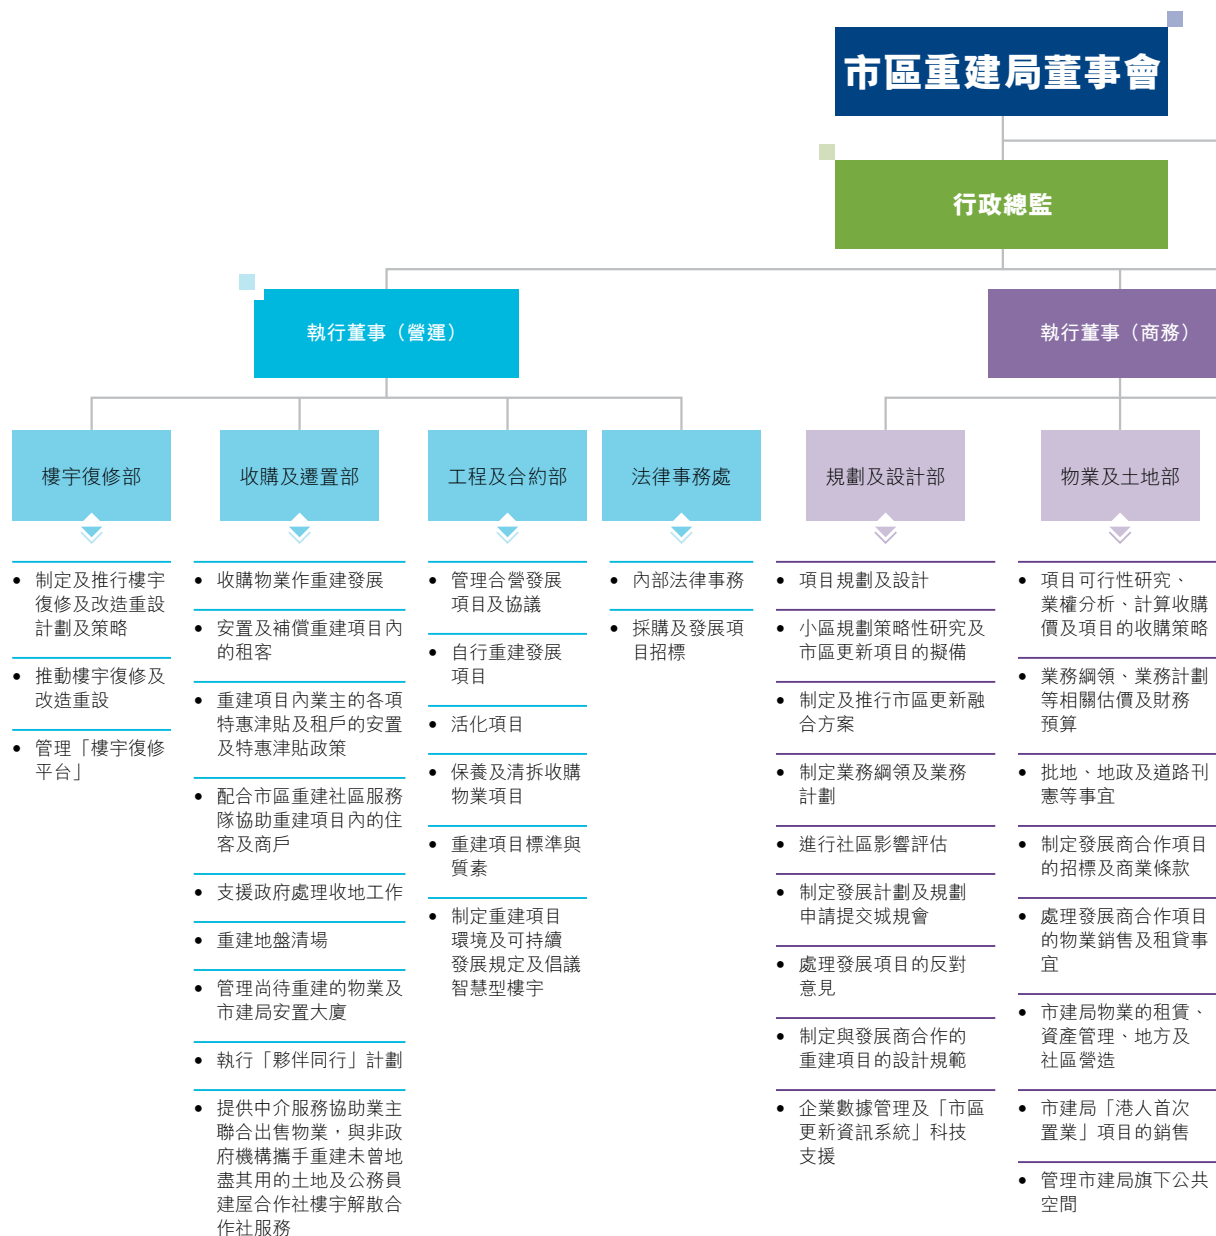 市區重建局董事會
行政總監
執行董事（營運）
執行董事（商務）
樓宇復修部
收購及遷置部
工程及合約部
法律事務處
規劃及設計部
物業及土地部
• 制定及推行樓宇
復修及改造重設
計劃及策略
• 推動樓宇復修及
改造重設
• 管理「樓宇復修
平台」
• 收購物業作重建發展
• 安置及補償重建項目內
的租客
• 重建項目內業主的各項
特惠津貼及租戶的安置
及特惠津貼政策
• 配合市區重建社區服務
隊協助重建項目內的住
客及商戶
• 支援政府處理收地工作
• 重建地盤清場
• 管理尚待重建的物業及
市建局安置大廈
• 執行「夥伴同行」計劃
• 提供中介服務協助業主
聯合出售物業，與非政
府機構攜手重建未曾地
盡其用的土地及公務員
建屋合作社樓宇解散合
作社服務
• 管理合營發展
項目及協議
• 自行重建發展
項目
• 活化項目
• 保養及清拆收購
物業項目
• 重建項目標準與
質素
• 制定重建項目
環境及可持續
發展規定及倡議
智慧型樓宇
• 內部法律事務
• 採購及發展項
目招標
• 項目規劃及設計
• 小區規劃策略性研究及
市區更新項目的擬備
• 制定及推行市區更新融
合方案
• 制定業務綱領及業務
計劃
• 進行社區影響評估
• 制定發展計劃及規劃
申請提交城規會
• 處理發展項目的反對
意見
• 制定與發展商合作的
重建項目的設計規範
• 企業數據管理及「市區
更新資訊系統」科技
支援
• 項目可行性研究、
業權分析、計算收購
價及項目的收購策略
• 業務綱領、業務計劃
等相關估價及財務
預算
• 批地、地政及道路刊
憲等事宜
• 制定發展商合作項目
的招標及商業條款
• 處理發展商合作項目
的物業銷售及租貸事
宜
• 市建局物業的租賃、
資產管理、地方及
社區營造
• 市建局「港人首次
置業」項目的銷售
• 管理市建局旗下公共
空間